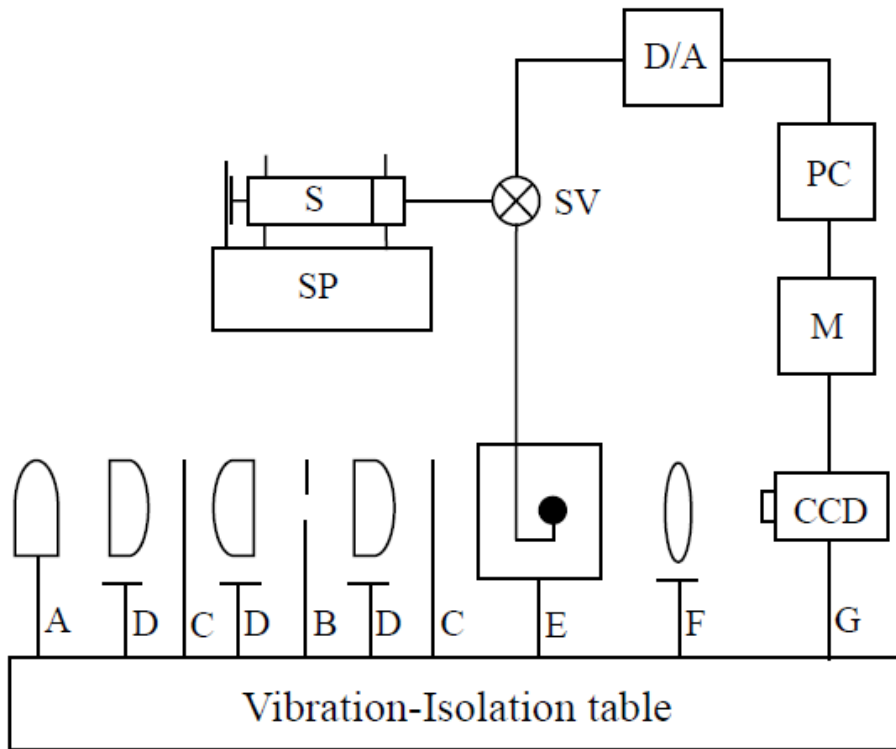 D/A
PC
S
SV
SP
M
CCD
A
D
C
D
B
D
C
E
F
G
Vibration-Isolation table